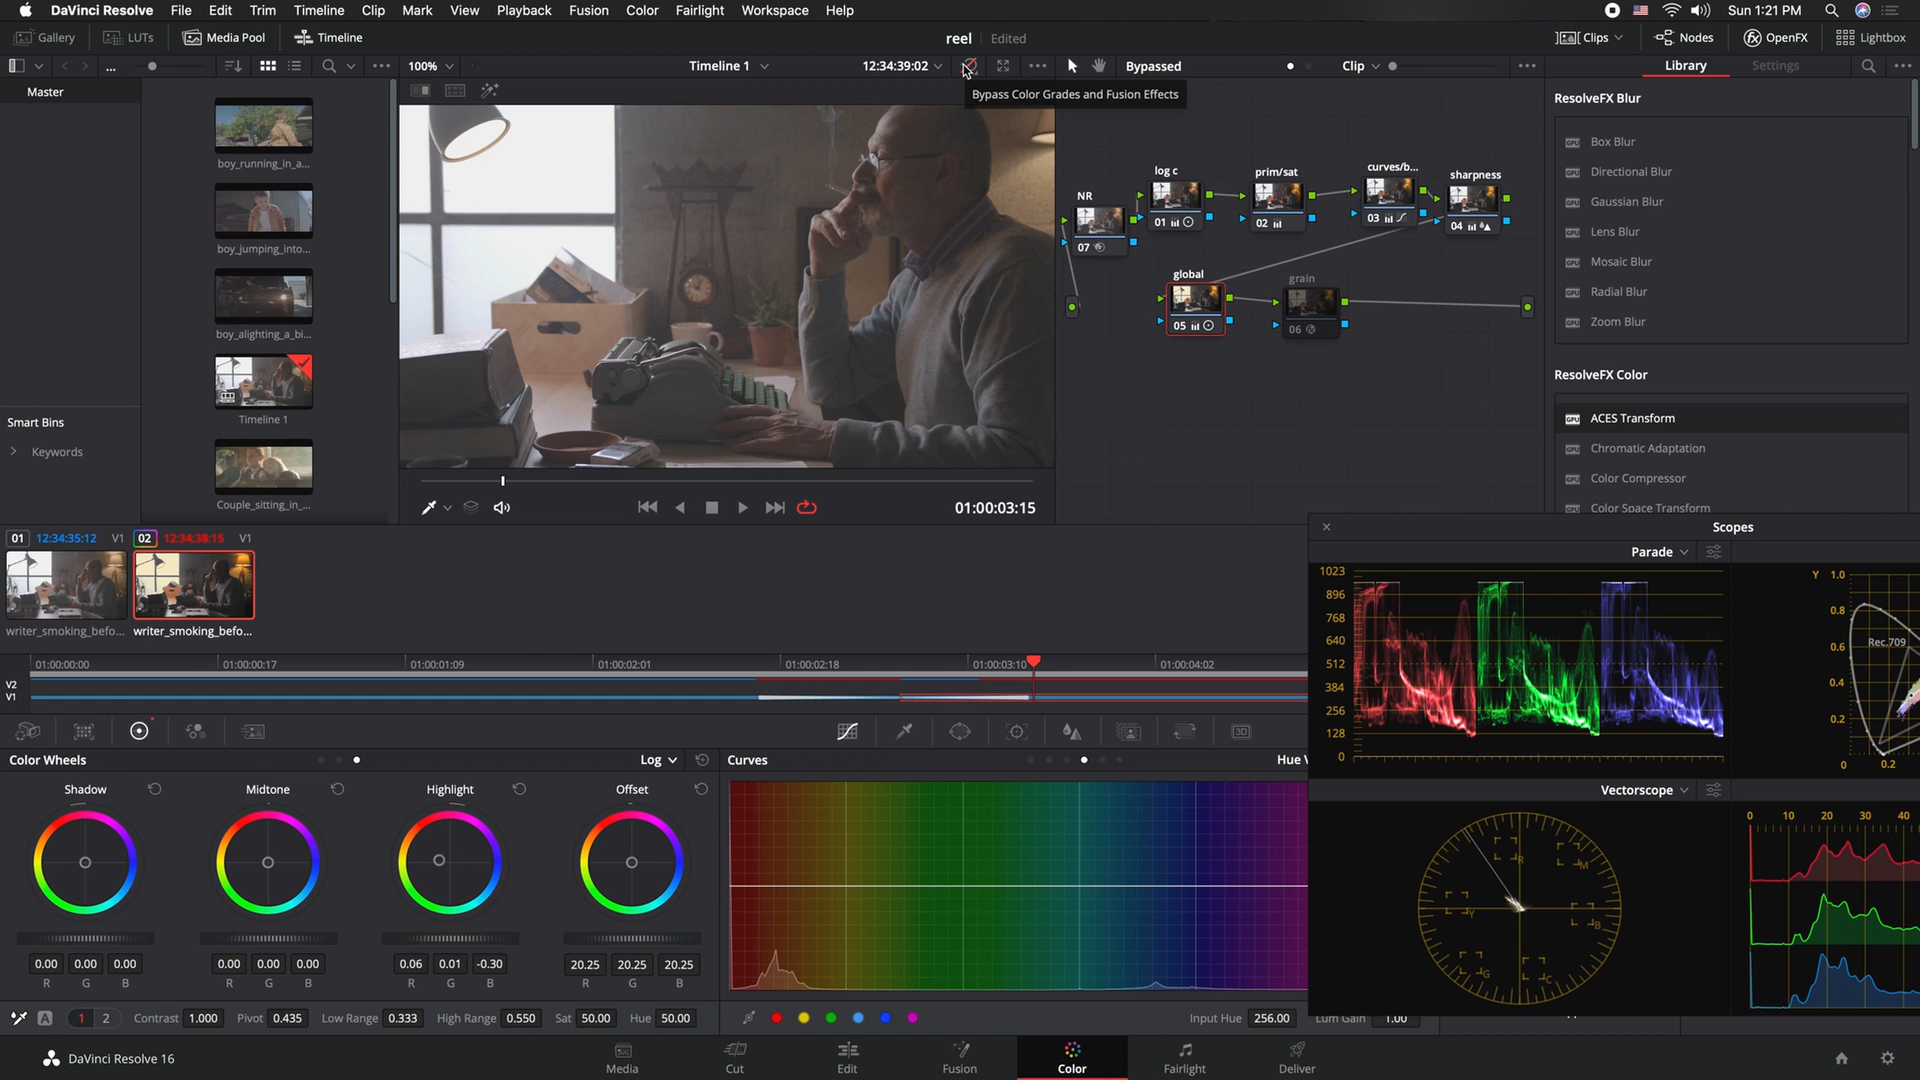 DaVinci Resolve File Edit Trim Timeline Clip Mark View Playback Fusion Color Fairlight Workspace Help Sun 1:21 PM
Gallery LUTs Media Pool Timeline reel Edited Clips Nodes OpenFX Lightbox
... 100% Timeline 1 12:34:39:02 Bypassed Clip Library Settings
Master
Bypass Color Grades and Fusion Effects
ResolveFX Blur
Box Blur
Directional Blur
Gaussian Blur
Lens Blur
Mosaic Blur
Radial Blur
Zoom Blur
ResolveFX Color
ACES Transform
Chromatic Adaptation
Color Compressor
Color Space Transform
boy_running_in_a...
boy_jumping_into...
boy_alighting_a_bi...
Timeline 1
Couple_sitting_in_...
Smart Bins
Keywords
NR
07
log c
01
prim/sat
02
curves/b...
03
sharpness
04
global
05
grain
06
01:00:03:15
01 12:34:35:12 V1 02 12:34:38:15 V1
writer_smoking_befo... writer_smoking_befo...
01:00:00:00 01:00:00:17 01:00:01:09 01:00:02:01 01:00:02:18 01:00:03:10 01:00:04:02
V2
V1
3D
Scopes
Parade
1023
896
768
640
512
384
256
128
0
Y 1.0
0.8
0.6
0.4
0.2
0 0.2
Rec.709
Vectorscope
R
M
Y
B
G
C
0 10 20 30 40
Color Wheels Log Curves Hue V
Shadow Midtone Highlight Offset
0.00 0.00 0.00 0.00 0.00 0.00 0.06 0.01 -0.30 20.25 20.25 20.25
R G B R G B R G B R G B
A 1 2 Contrast 1.000 Pivot 0.435 Low Range 0.333 High Range 0.550 Sat 50.00 Hue 50.00 Input Hue 256.00 Lum Gain 1.00
DaVinci Resolve 16 Media Cut Edit Fusion Color Fairlight Deliver